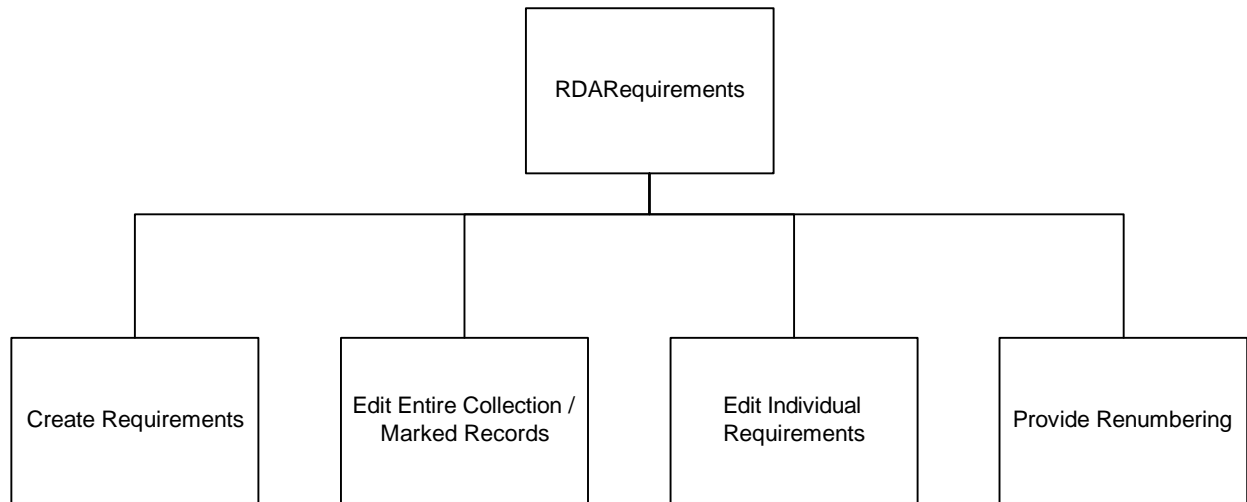 RDARequirements
Create Requirements
Edit Entire Collection /
Marked Records
Edit Individual
Requirements
Provide Renumbering